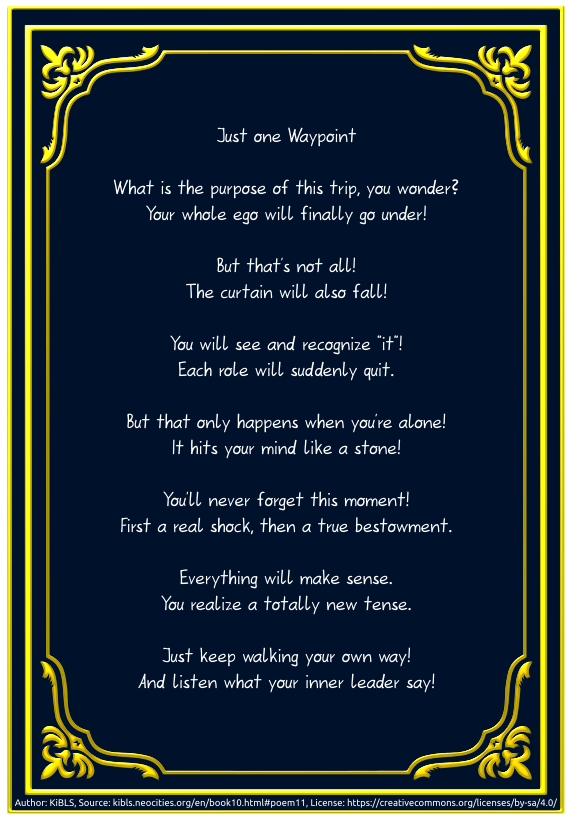 Just one Waypoint
What is the purpose of this trip, you wonder?
Your whole ego will finally go under!
But that's not all!
The curtain will also fall!
You will see and recognize "it"!
Each role will suddenly quit.
But that only happens when you're alone!
It hits your mind like a stone!
You'll never forget this moment!
First a real shock, then a true bestowment.
Everything will make sense.
You realize a totally new tense.
Just keep walking your own way!
And listen what your inner leader say!
Author: KiBLS, Source: kibls.neocities.org/en/book10.html#poem11, License: https://creativecommons.org/licenses/by-sa/4.0/